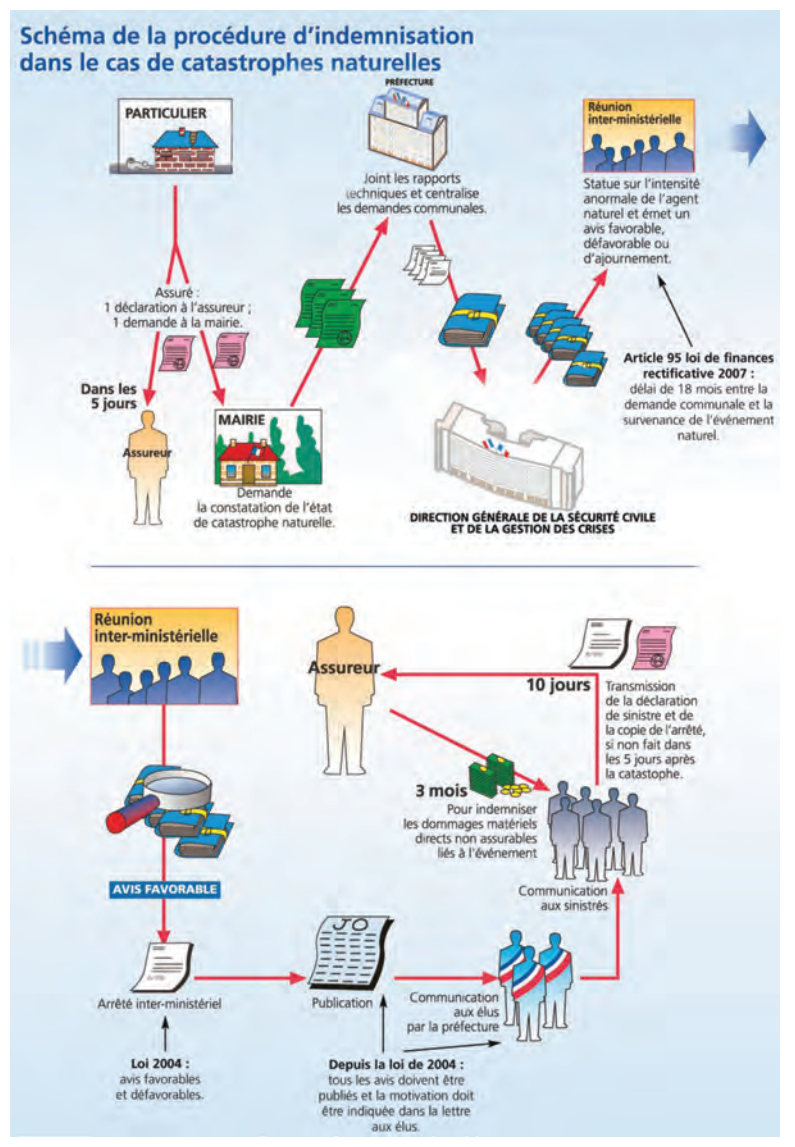 Schéma de la procédure d'indemnisation
dans le cas de catastrophes naturelles
PARTICULIER
PRÉFECTURE
Joint les rapports
techniques et centralise
les demandes communales.
Réunion
inter-ministérielle
Statue sur l'intensité
anormale de l'agent
naturel et émet un
avis favorable,
défavorable ou
d'ajournement.
Assuré :
1 déclaration à l'assureur ;
1 demande à la mairie.
Dans les
5 jours
Assureur
MAIRIE
Demande
la constatation de l'état
de catastrophe naturelle.
Article 95 loi de finances
rectificative 2007 :
délai de 18 mois entre la
demande communale et la
survenance de l'événement
naturel.
DIRECTION GÉNÉRALE DE LA SÉCURITÉ CIVILE
ET DE LA GESTION DES CRISES
Réunion
inter-ministérielle
Assureur
10 jours
Transmission
de la déclaration
de sinistre et de
la copie de l'arrêté,
si non fait dans
les 5 jours après
la catastophe.
3 mois
Pour indemniser
les dommages matériels
directs non assurables
liés à l'événement
Communication
aux sinistrés
AVIS FAVORABLE
Arrêté inter-ministériel
JO
Publication
Communication
aux élus
par la préfecture
Loi 2004 :
avis favorables
et défavorables.
Depuis la loi de 2004 :
tous les avis doivent être
publiés et la motivation doit
être indiquée dans la lettre
aux élus.